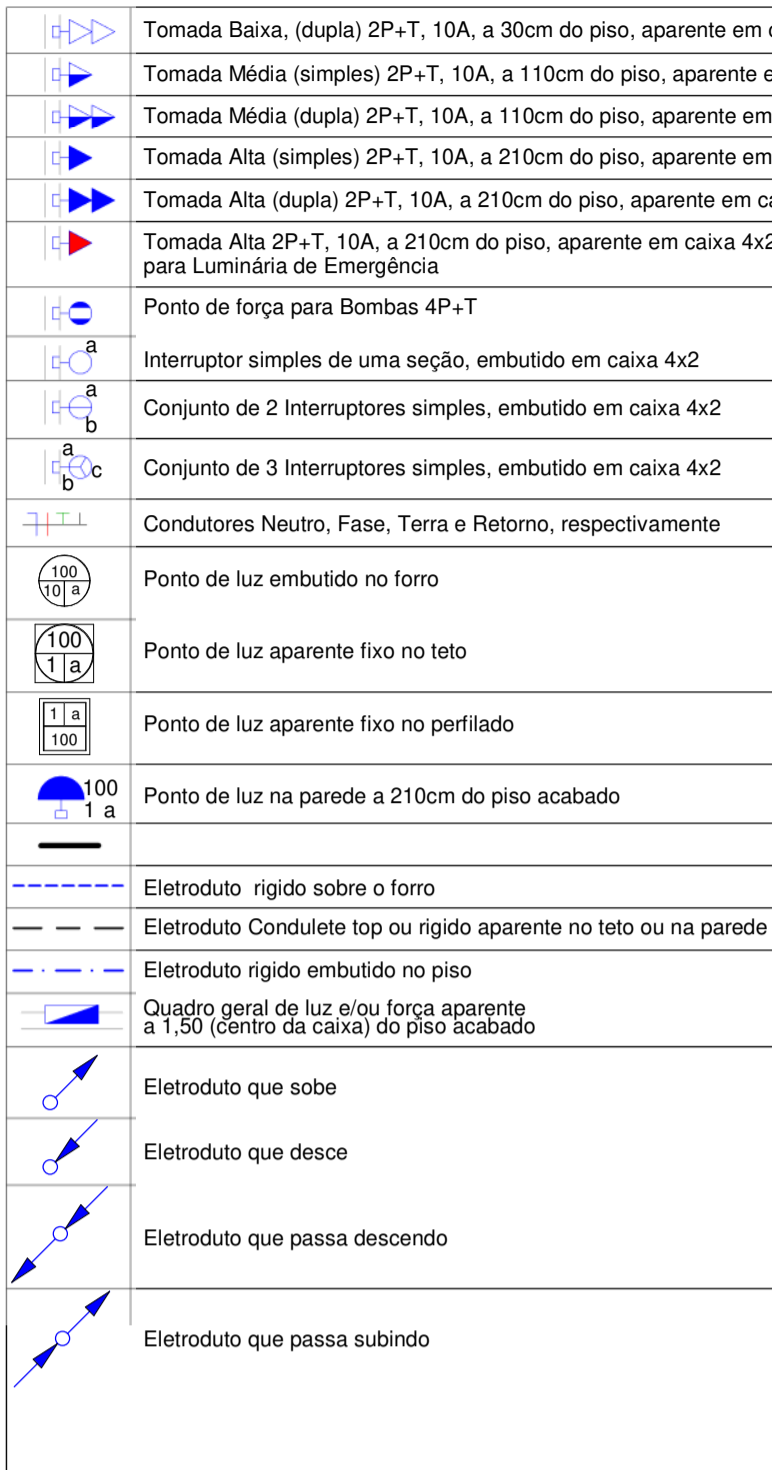 Tomada Baixa, (dupla) 2P+T, 10A, a 30cm do piso, aparente em
Tomada Média (simples) 2P+T, 10A, a 110cm do piso, aparente
Tomada Média (dupla) 2P+T, 10A, a 110cm do piso, aparente em
Tomada Alta (simples) 2P+T, 10A, a 210cm do piso, aparente em
Tomada Alta (dupla) 2P+T, 10A, a 210cm do piso, aparente em
Tomada Alta 2P+T, 10A, a 210cm do piso, aparente em caixa 4x2
para Luminária de Emergência
Ponto de força para Bombas 4P+T
a
Interruptor simples de uma seção, embutido em caixa 4x2
a
Conjunto de 2 Interruptores simples, embutido em caixa 4x2
b
a
c Conjunto de 3 Interruptores simples, embutido em caixa 4x2
b
Condutores Neutro, Fase, Terra e Retorno, respectivamente
100
10 a
Ponto de luz embutido no forro
100
1 a
Ponto de luz aparente fixo no teto
1 a
100
Ponto de luz aparente fixo no perfilado
100
1 a
Ponto de luz na parede a 210cm do piso acabado
Eletroduto rigido sobre o forro
Eletroduto Condulete top ou rigido aparente no teto ou na parede
Eletroduto rigido embutido no piso
Quadro geral de luz e/ou força aparente
a 1,50 (centro da caixa) do piso acabado
Eletroduto que sobe
Eletroduto que desce
Eletroduto que passa descendo
Eletroduto que passa subindo